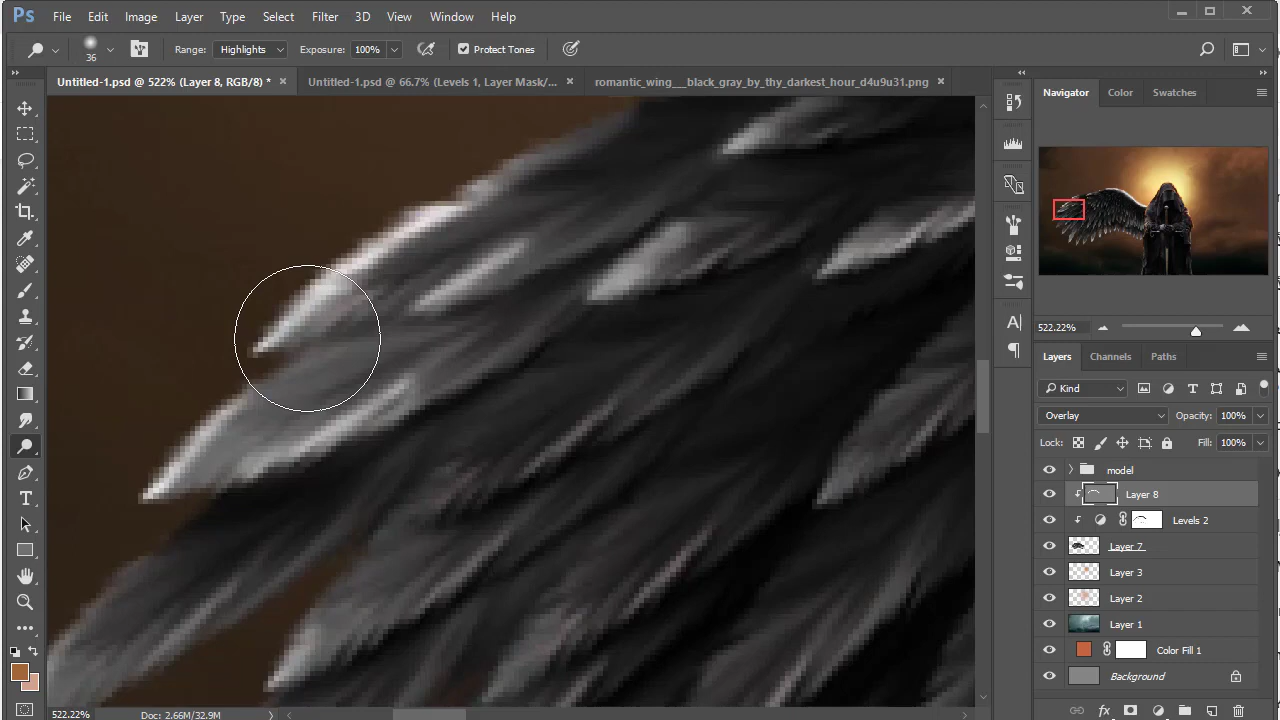 Ps File Edit Image Layer Type Select Filter 3D View Window Help
36 Range: Highlights Exposure: 100% Protect Tones
Untitled-1.psd @ 522% (Layer 8, RGB/8) * Untitled-1.psd @ 66.7% (Levels 1, Layer Mask/... romantic_wing___black_gray_by_thy_darkest_hour_d4u9u31.png
Navigator Color Swatches
522.22%
Layers Channels Paths
Kind
Overlay Opacity: 100%
Lock: Fill: 100%
model
Layer 8
Levels 2
Layer 7
Layer 3
Layer 2
Layer 1
Color Fill 1
Background
522.22% Doc: 2.66M/32.9M